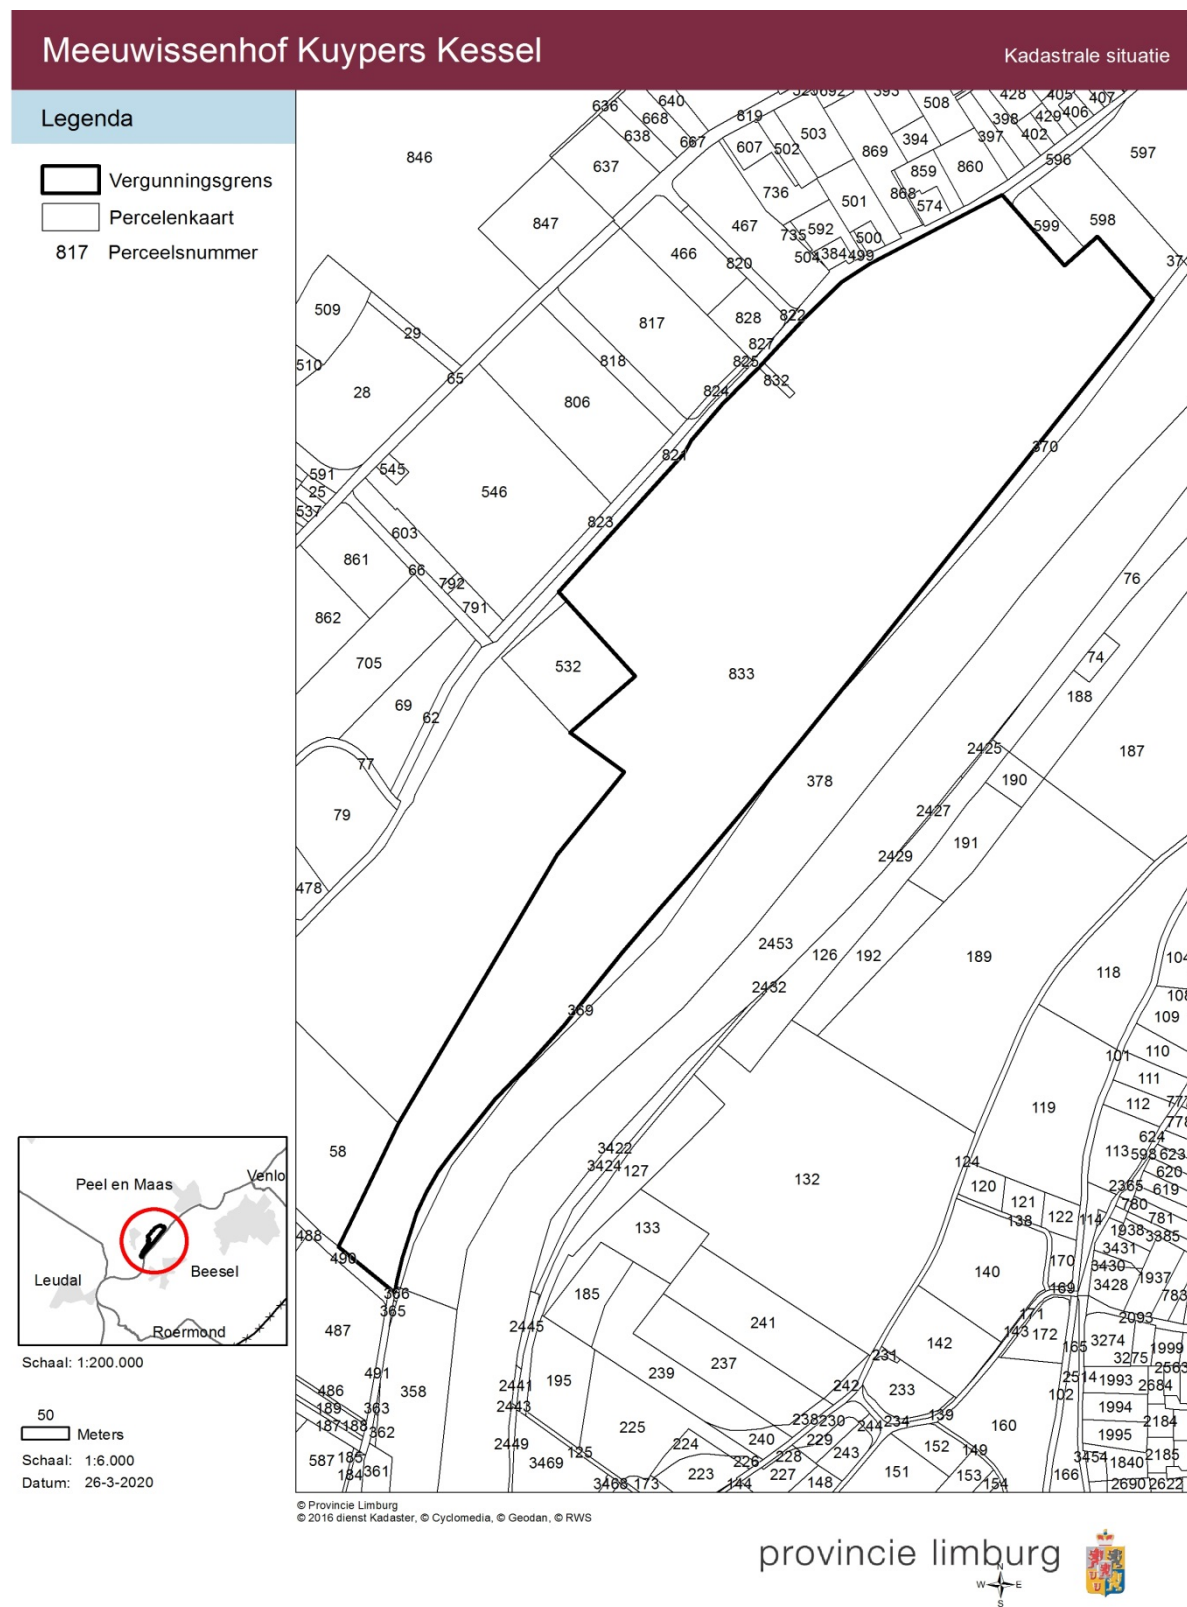 Meeuwissenhof Kuypers Kessel
Kadastrale situatie
Legenda
Vergunningsgrens
Percelenkaart
817 Perceelsnummer
636 640 819 692 393 508 428 405 407
668 638 667 607 502 503 394 398 429 406
846 637 869 397 402 596 597
847 736 501 859 868 574 860
466 467 735 592 500 599 598
820 504 384 499 37
509 29 817 828 822
510 65 818 827 825
28 806 824 832
591 545 821 370
25 546
537 603 823
861 66 792 76
862 791
705 532 833 74
69 62 188
77 2425 187
79 378 190
2427
2429 191
478
2453 126 192 189 118 104
2432 108
369 109
101 110
111
119 112 777
778
58 3422 624
3424 127 132 124 113 598 623
120 2365 620
121 619
133 138 122 114 780
488 1938 781
490 3431 3385
170 3430
185 140 169 3428 1937
366 783
365 171
487 2445 241 143 172 2093
142 165 3274
231 3275 1999
491 237 2514 2563
486 358 2441 195 239 242 233 1993 2684
189 363 2443 102
187 188 238 230 234 139 1994
362 225 244 160 2184
2449 240 229 1995
587 185 125 224 226 228 243 152 149 3454 2185
184 361 3469 1840
3468 173 223 144 227 148 151 153 154 166 2690 2622
Peel en Maas
Venlo
Leudal
Beesel
Roermond
Schaal: 1:200.000
50
Meters
Schaal: 1:6.000
Datum: 26-3-2020
© Provincie Limburg
© 2016 dienst Kadaster, © Cyclomedia, © Geodan, © RWS
provincie limburg
N
W E
S